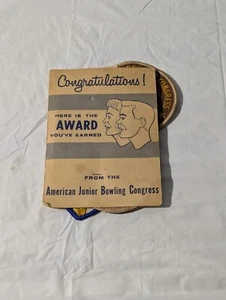 Congratulations!
HERE IS THE
AWARD
YOU'VE EARNED
FROM THE
American Junior Bowling Congress